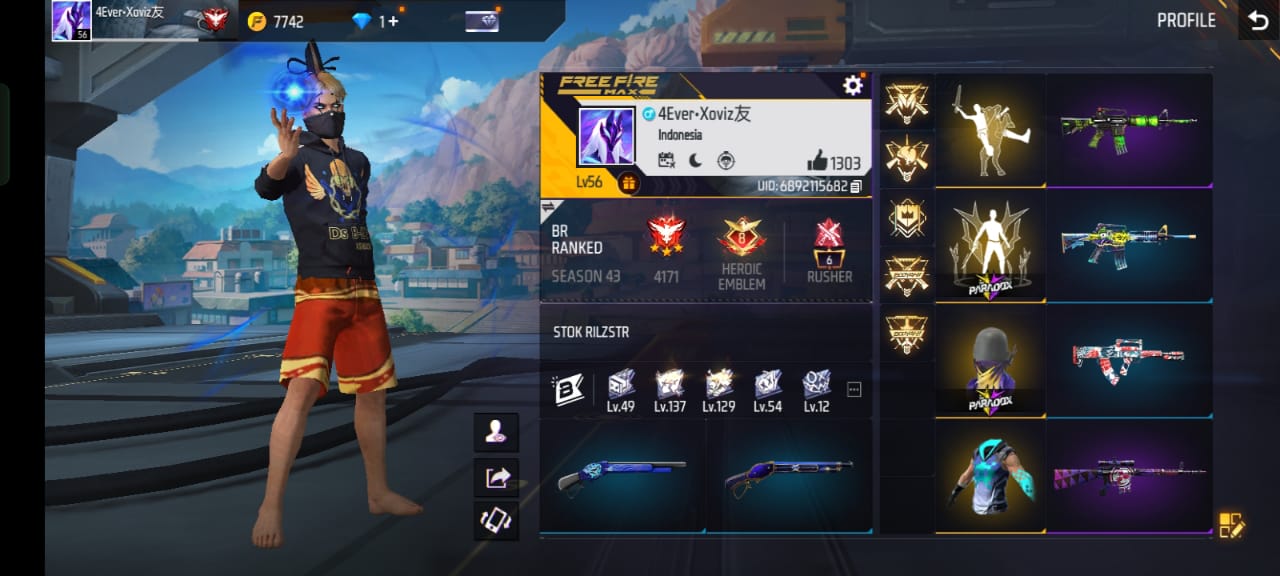 4Ever•Xoviz友
56
7742
1+
PROFILE
FREE FIRE
MAX
4Ever•Xoviz友
Indonesia
1303
Lv56
UID:6892115682
BR
RANKED
SEASON 43
4171
8
HEROIC
EMBLEM
6
RUSHER
STOK RILZSTR
B
Lv.49
Lv.137
Lv.129
Lv.54
Lv.12
PARADOX
PARADOX